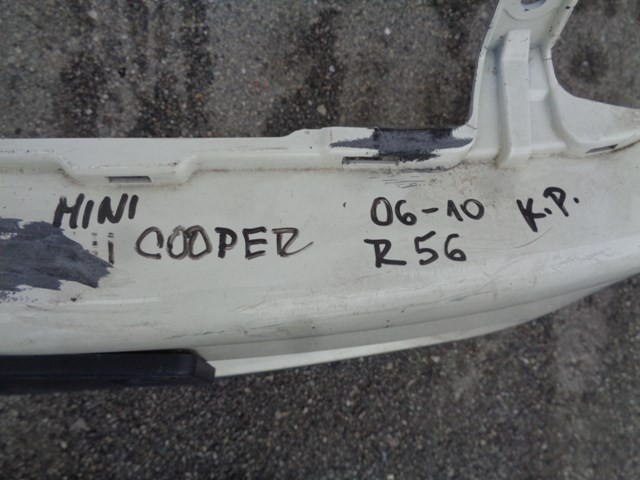 MINI
COOPER
06-10 K.P.
R56